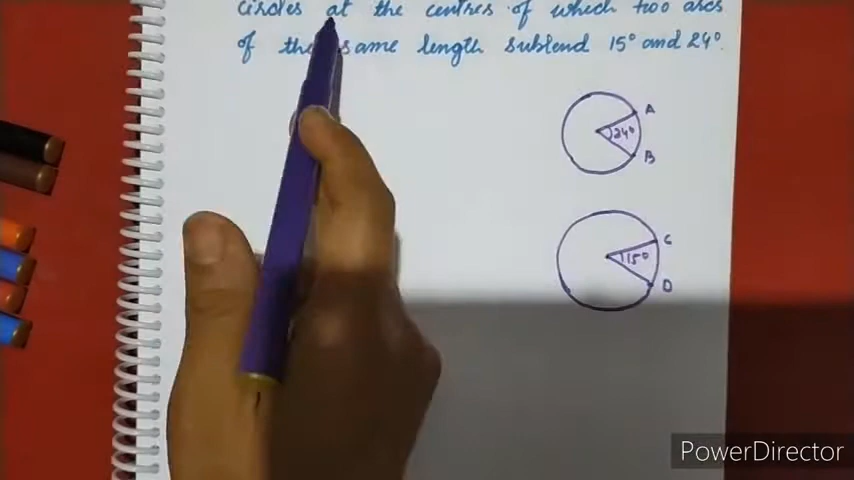 circles at the centres of which two arcs
of the same length subtend 15° and 24°.
A
24°
B
C
15°
D
PowerDirector